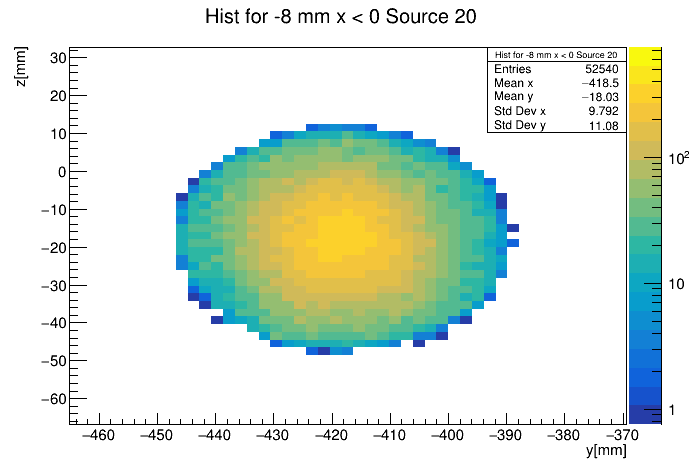 Hist for -8 mm x < 0 Source 20
z[mm]
Hist for -8 mm x < 0 Source 20
Entries 52540
Mean x −418.5
Mean y −18.03
Std Dev x 9.792
Std Dev y 11.08
30
20
10
0
−10
−20
−30
−40
−50
−60
10²
10
1
−460 −450 −440 −430 −420 −410 −400 −390 −380 −370
y[mm]